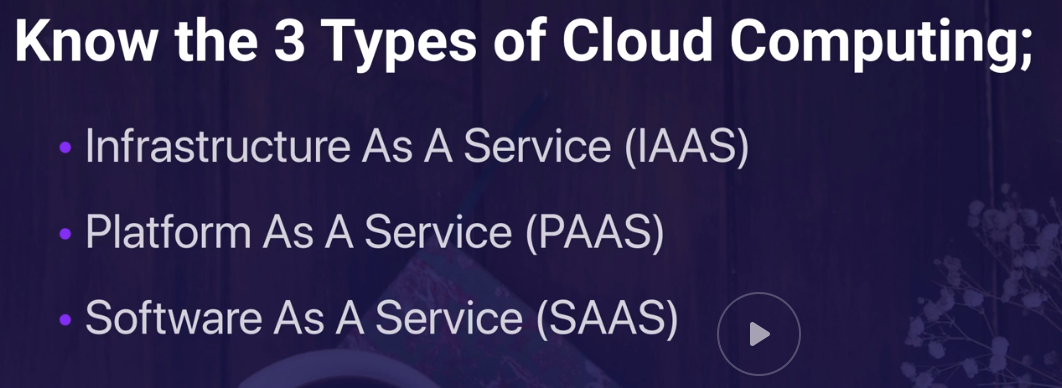 Know the 3 Types of Cloud Computing;
• Infrastructure As A Service (IAAS)
• Platform As A Service (PAAS)
• Software As A Service (SAAS)